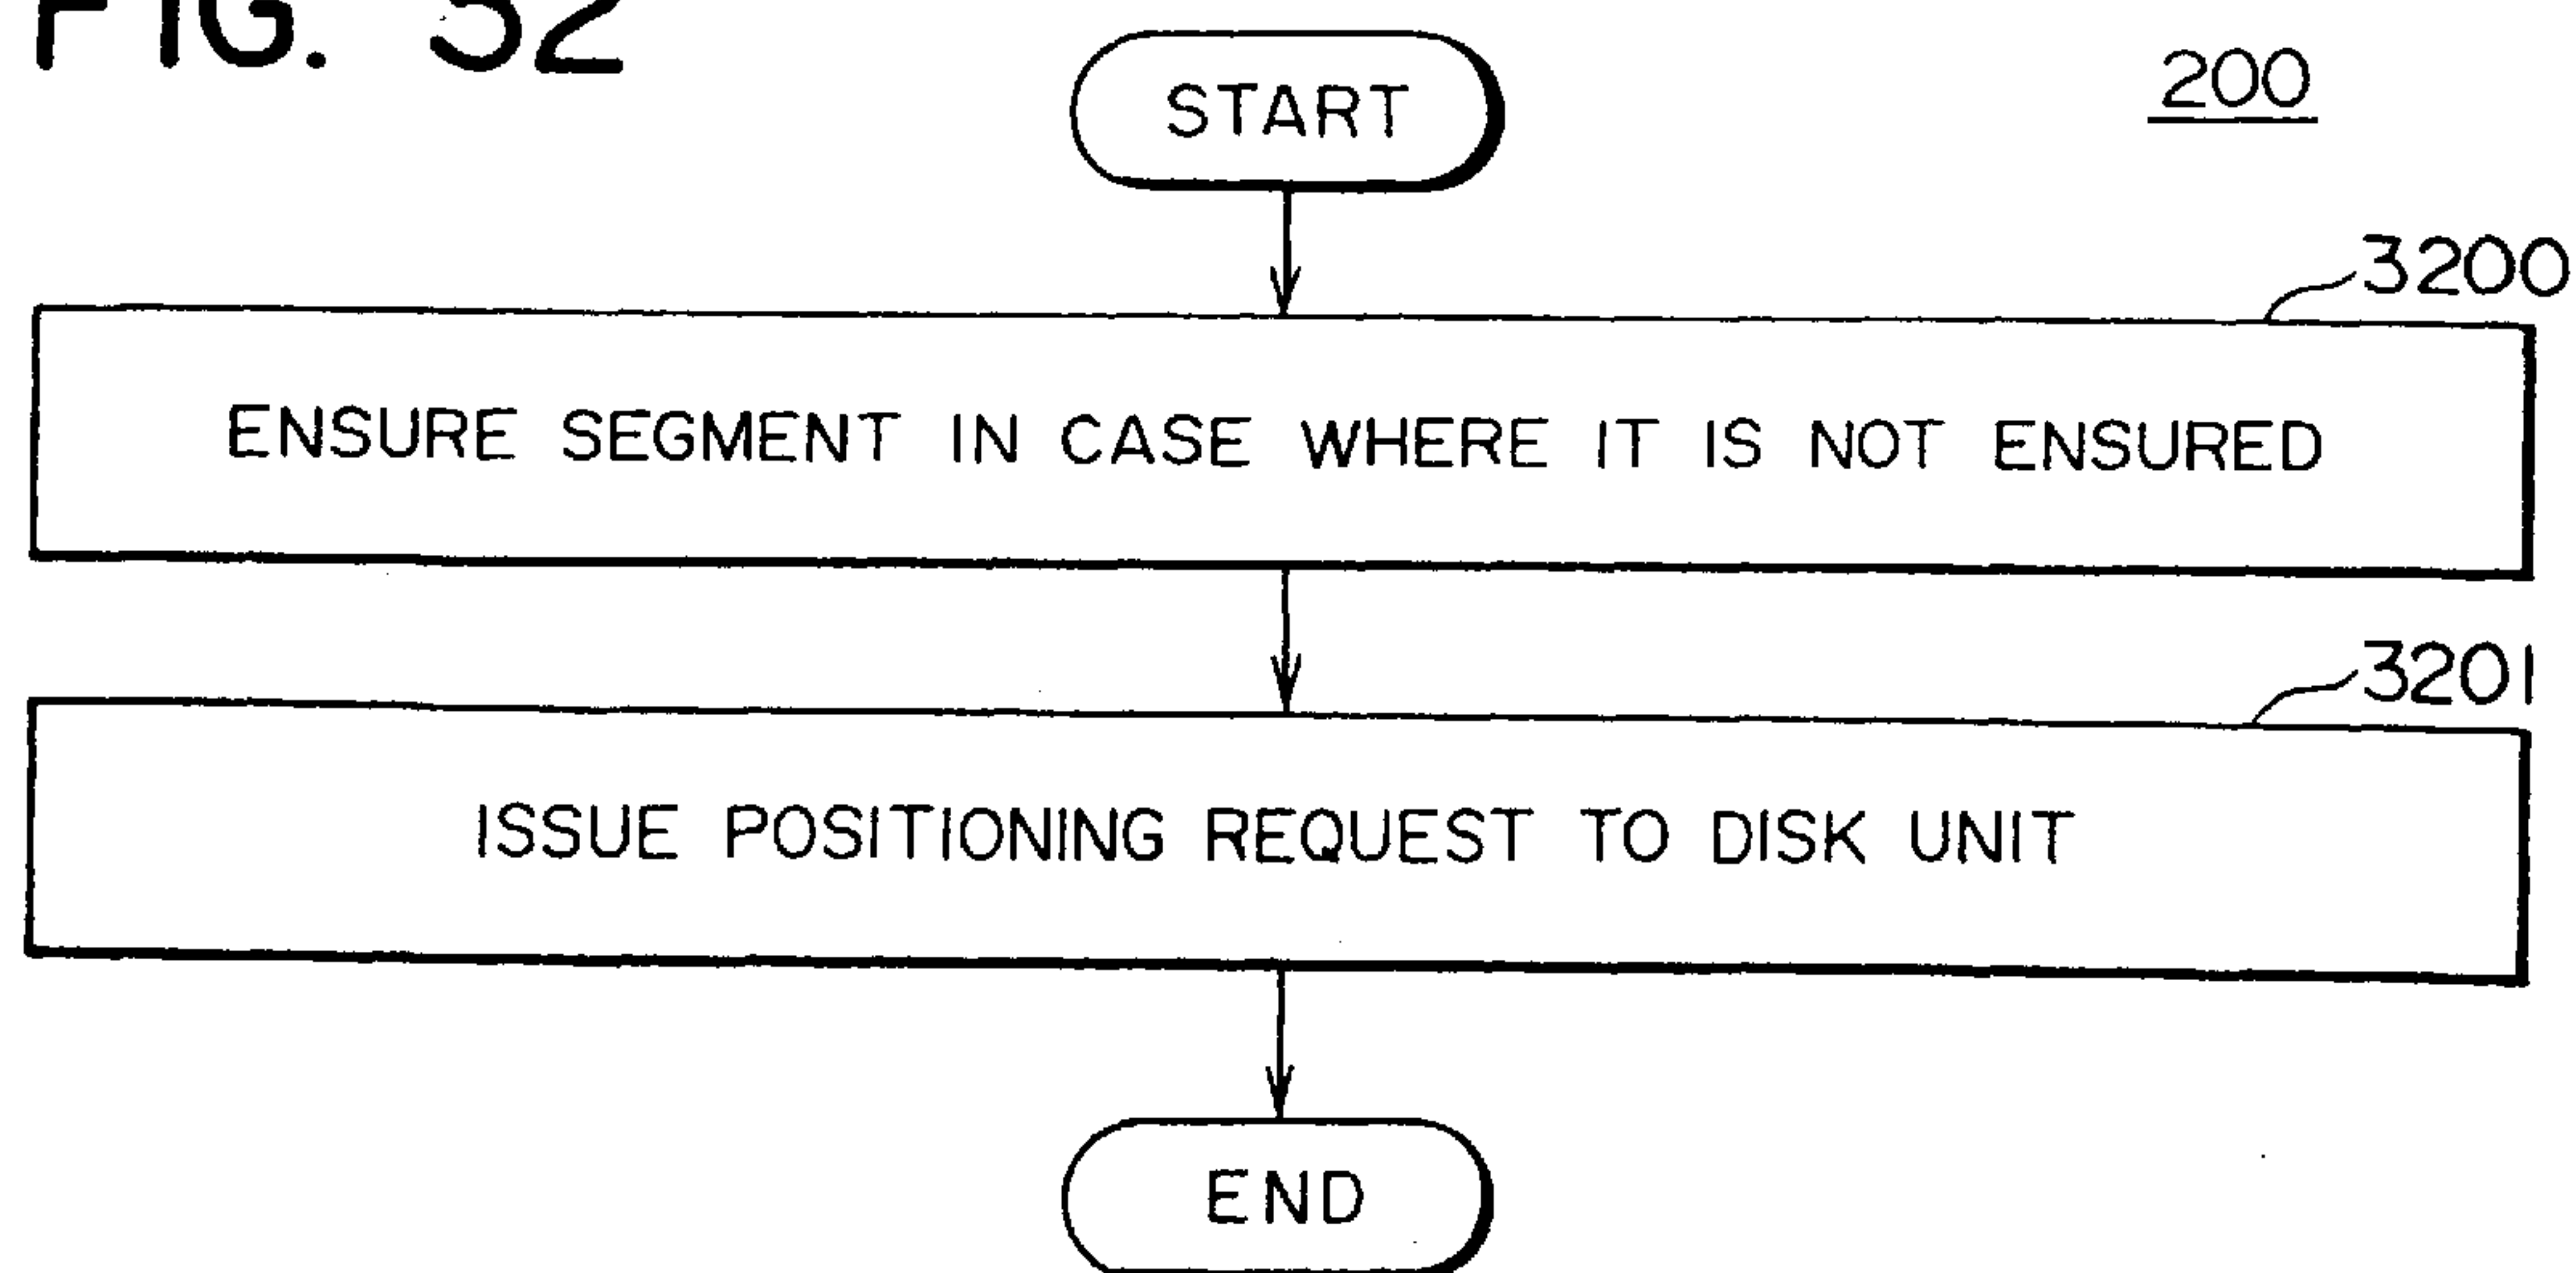 FIG. 32
START
200
3200
ENSURE SEGMENT IN CASE WHERE IT IS NOT ENSURED
3201
ISSUE POSITIONING REQUEST TO DISK UNIT
END